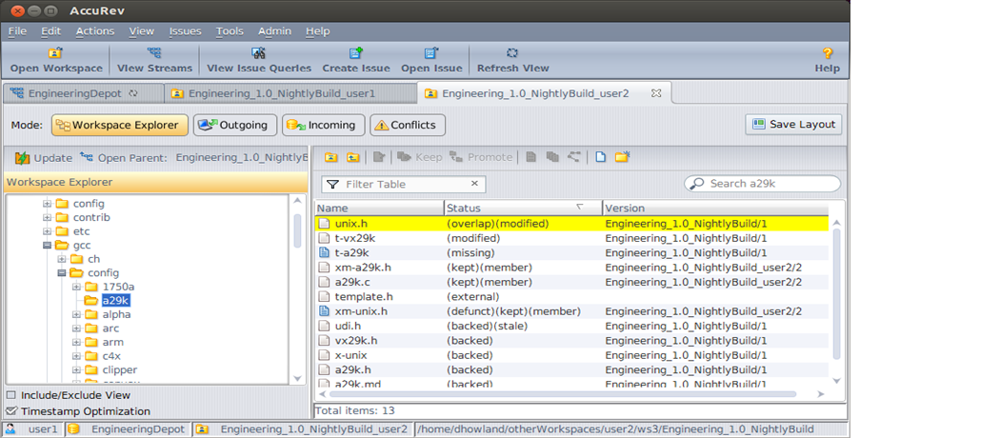 AccuRev
File Edit Actions View Issues Tools Admin Help
Open Workspace View Streams View Issue Queries Create Issue Open Issue Refresh View Help
EngineeringDepot Engineering_1.0_NightlyBuild_user1 Engineering_1.0_NightlyBuild_user2
Mode: Workspace Explorer Outgoing Incoming Conflicts Save Layout
Update Open Parent: Engineering_1.0_NightlyE Keep Promote
Workspace Explorer
Filter Table Search a29k
Name Status Version
config
contrib
etc
gcc
ch
config
1750a
a29k
alpha
arc
arm
c4x
clipper
unix.h (overlap)(modified) Engineering_1.0_NightlyBuild/1
t-vx29k (modified) Engineering_1.0_NightlyBuild/1
t-a29k (missing) Engineering_1.0_NightlyBuild/1
xm-a29k.h (kept)(member) Engineering_1.0_NightlyBuild_user2/2
a29k.c (kept)(member) Engineering_1.0_NightlyBuild_user2/2
template.h (external)
xm-unix.h (defunct)(kept)(member) Engineering_1.0_NightlyBuild_user2/2
udi.h (backed)(stale) Engineering_1.0_NightlyBuild/1
vx29k.h (backed) Engineering_1.0_NightlyBuild/1
x-unix (backed) Engineering_1.0_NightlyBuild/1
a29k.h (backed) Engineering_1.0_NightlyBuild/1
a29k.md (backed) Engineering_1.0_NightlyBuild/1
Include/Exclude View
Timestamp Optimization
Total items: 13
user1 EngineeringDepot Engineering_1.0_NightlyBuild_user2 /home/dhowland/otherWorkspaces/user2/ws3/Engineering_1.0_NightlyBuild